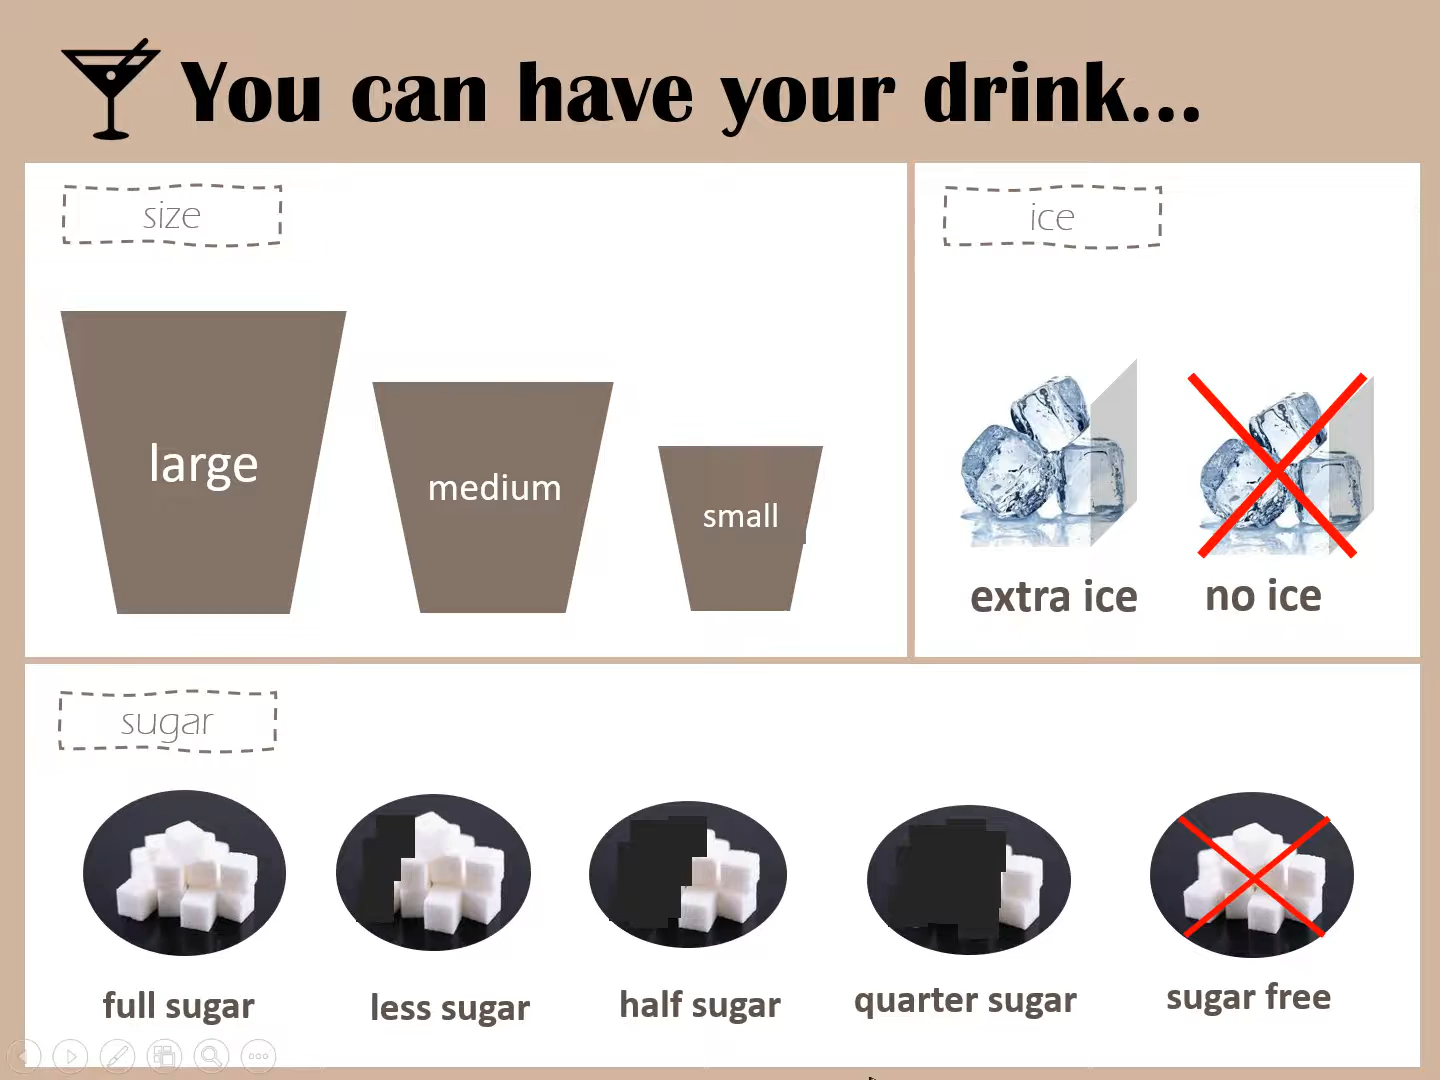 You can have your drink...
size
large
medium
small
ice
extra ice
no ice
sugar
full sugar
less sugar
half sugar
quarter sugar
sugar free